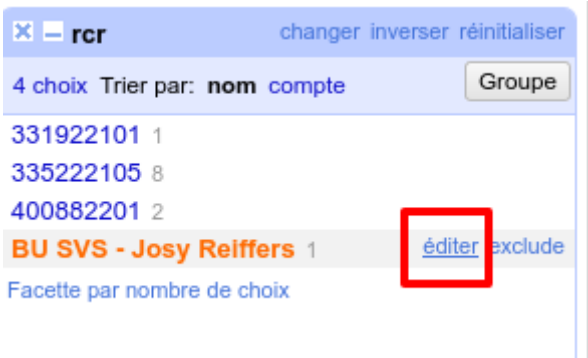 rcr changer inverser réinitialiser
4 choix Trier par: nom compte Groupe
331922101 1
335222105 8
400882201 2
BU SVS - Josy Reiffers 1 éditer exclude
Facette par nombre de choix